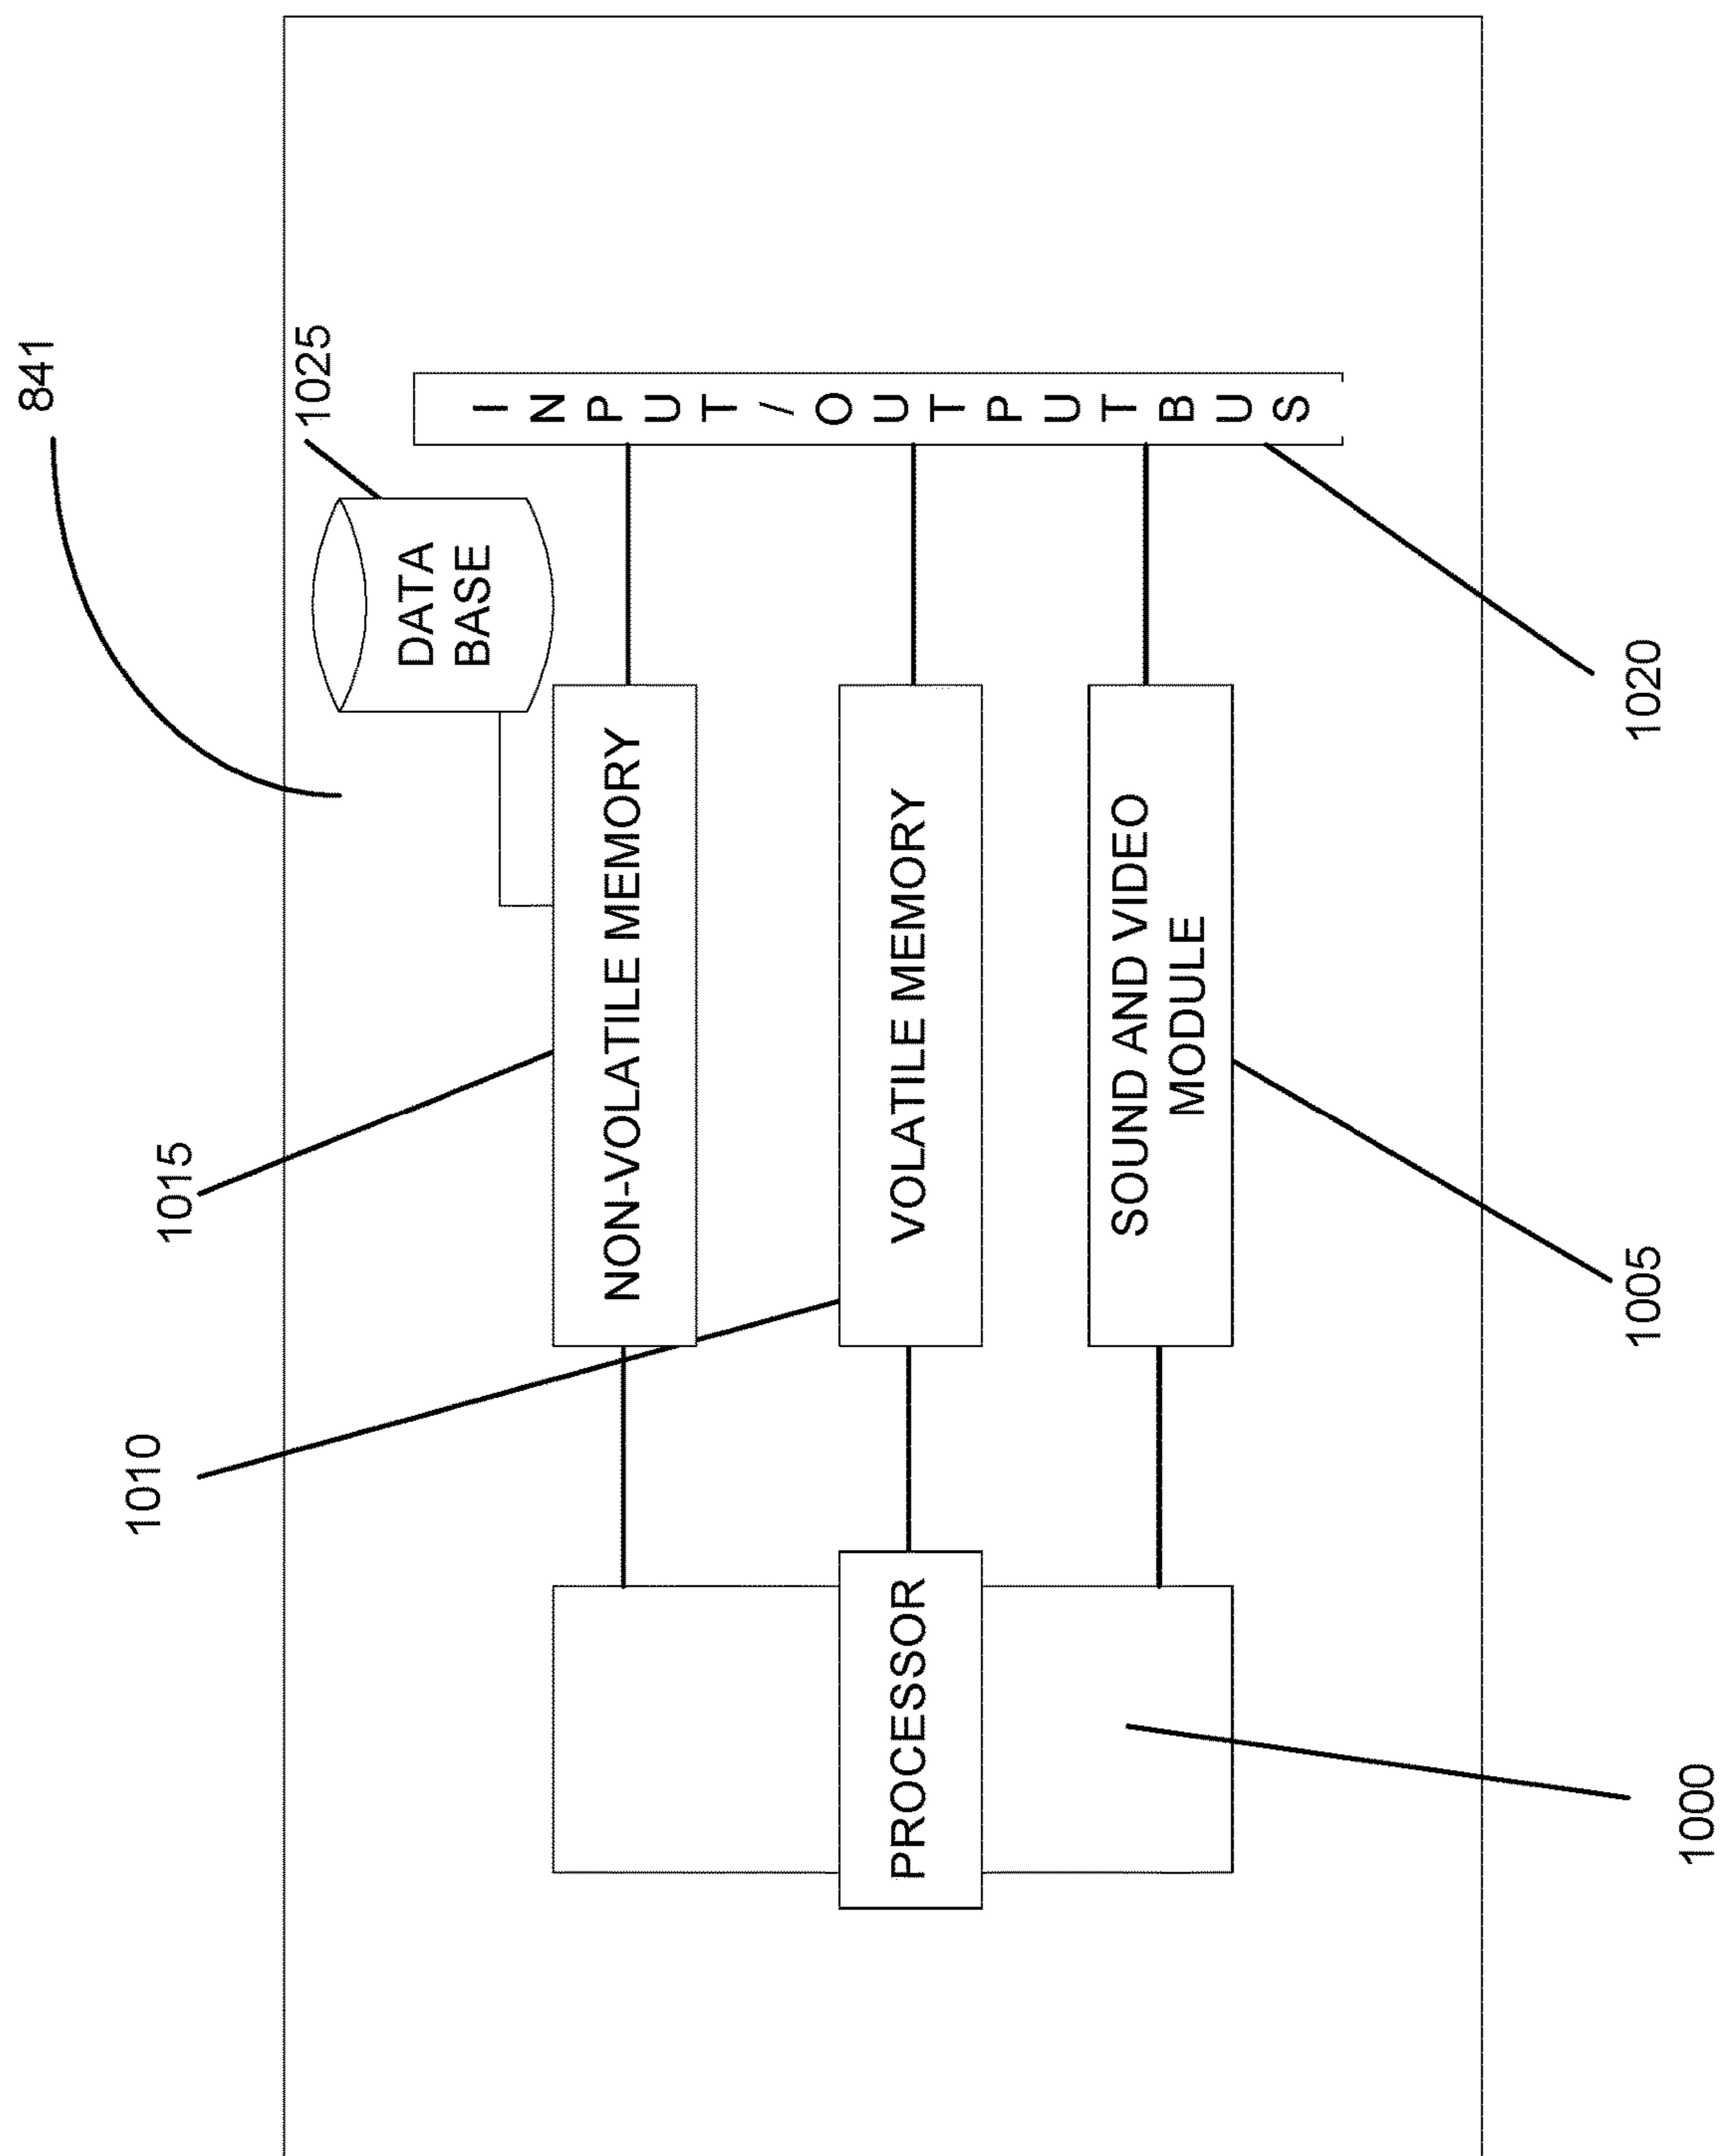 841
1025
DATA
BASE
INPUT/OUTPUT BUS
1015
NON-VOLATILE MEMORY
1010
VOLATILE MEMORY
SOUND AND VIDEO
MODULE
PROCESSOR
1020
1005
1000